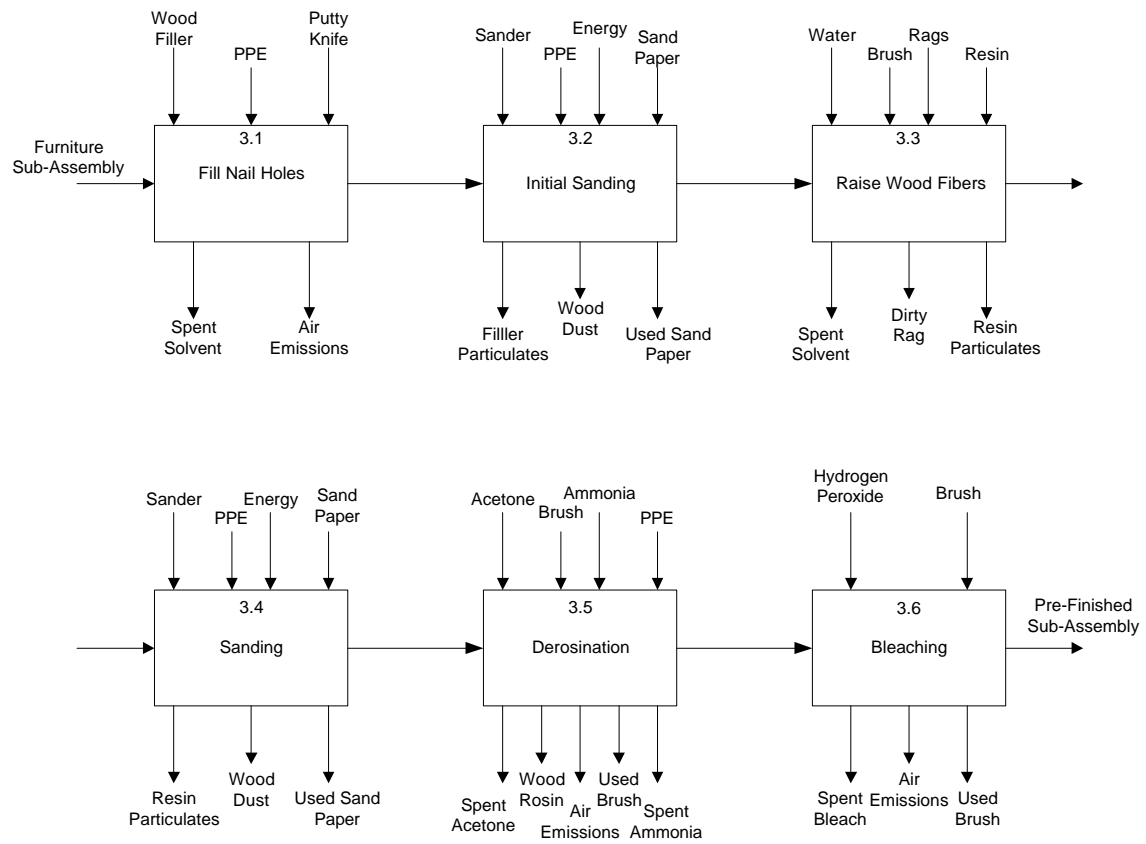 Wood
Filler
PPE
Putty
Knife
Sander
PPE
Energy
Sand
Paper
Water
Brush
Rags
Resin
Furniture
Sub-Assembly
3.1
Fill Nail Holes
3.2
Initial Sanding
3.3
Raise Wood Fibers
Spent
Solvent
Air
Emissions
Filller
Particulates
Wood
Dust
Used Sand
Paper
Spent
Solvent
Dirty
Rag
Resin
Particulates
Sander
PPE
Energy
Sand
Paper
Acetone
Brush
Ammonia
PPE
Hydrogen
Peroxide
Brush
3.4
Sanding
3.5
Derosination
3.6
Bleaching
Pre-Finished
Sub-Assembly
Resin
Particulates
Wood
Dust
Used Sand
Paper
Spent
Acetone
Wood
Rosin
Air
Emissions
Used
Brush
Spent
Ammonia
Spent
Bleach
Air
Emissions
Used
Brush